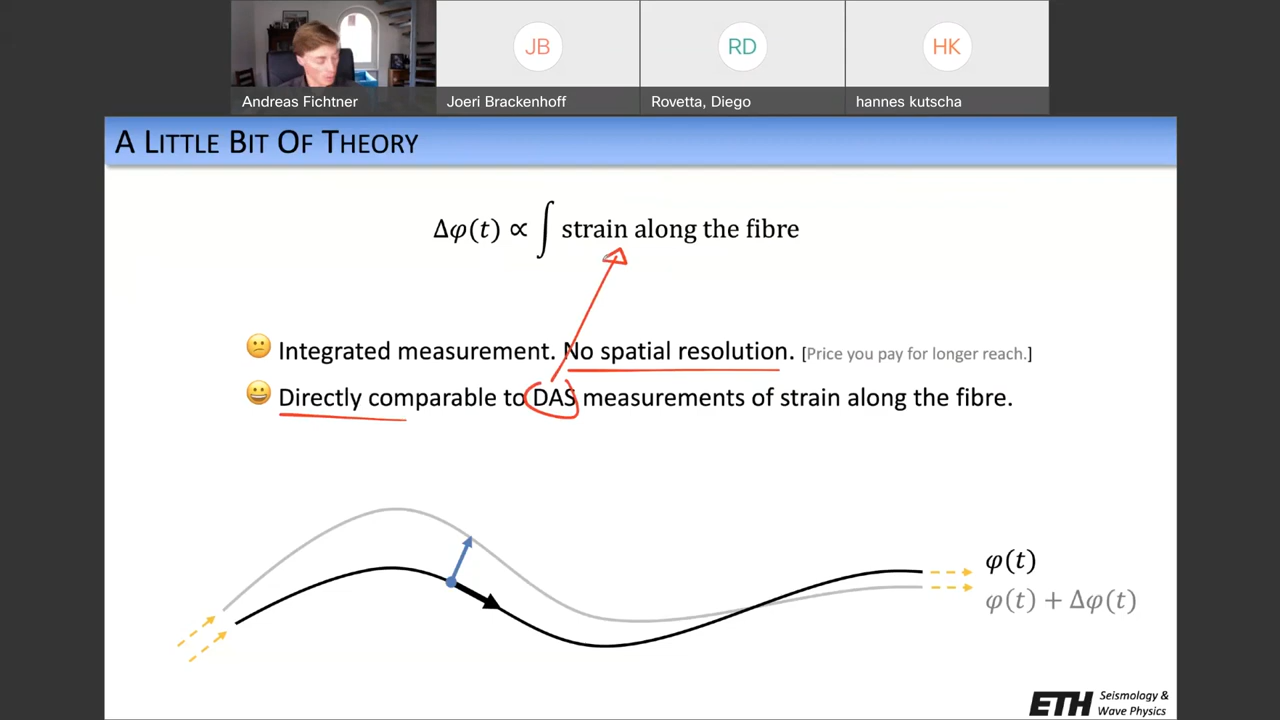 JB
RD
HK
Andreas Fichtner
Joeri Brackenhoff
Rovetta, Diego
hannes kutscha
A LITTLE BIT OF THEORY
Δφ(t) ∝ ∫ strain along the fibre
Integrated measurement. No spatial resolution. [Price you pay for longer reach.]
Directly comparable to DAS measurements of strain along the fibre.
φ(t)
φ(t) + Δφ(t)
ETH Seismology &
Wave Physics